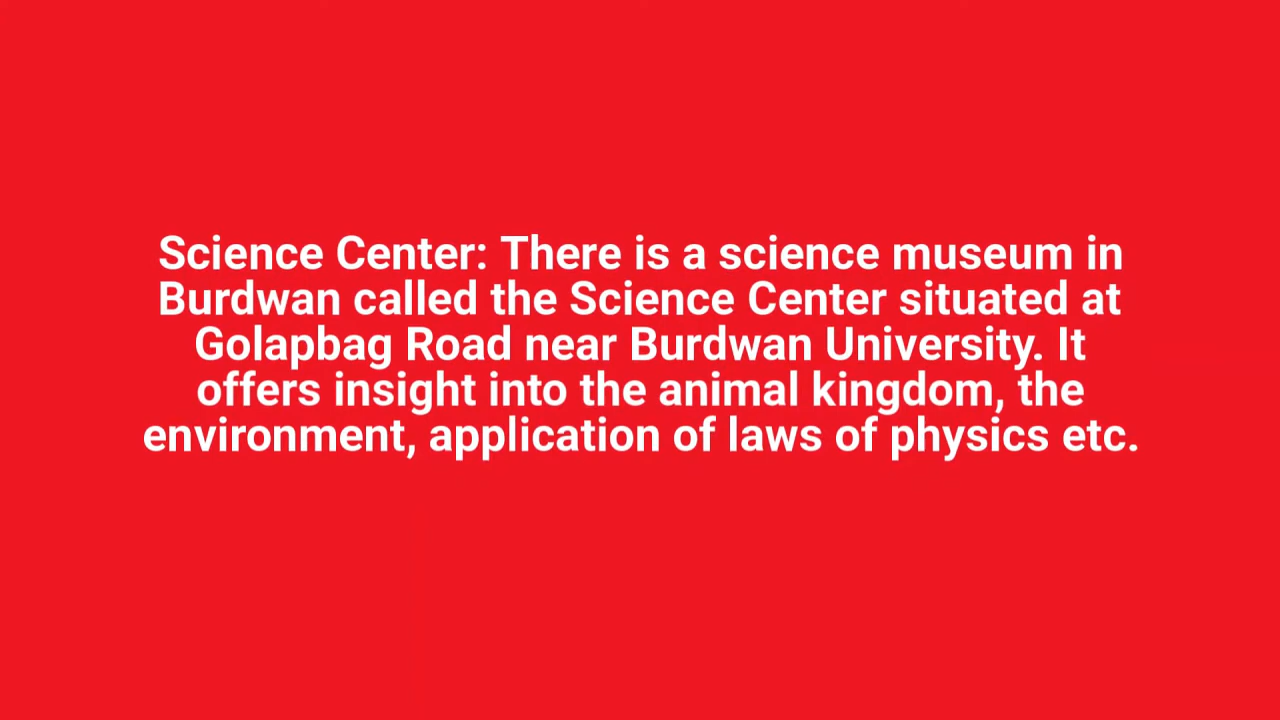 Science Center: There is a science museum in
Burdwan called the Science Center situated at
Golapbag Road near Burdwan University. It
offers insight into the animal kingdom, the
environment, application of laws of physics etc.